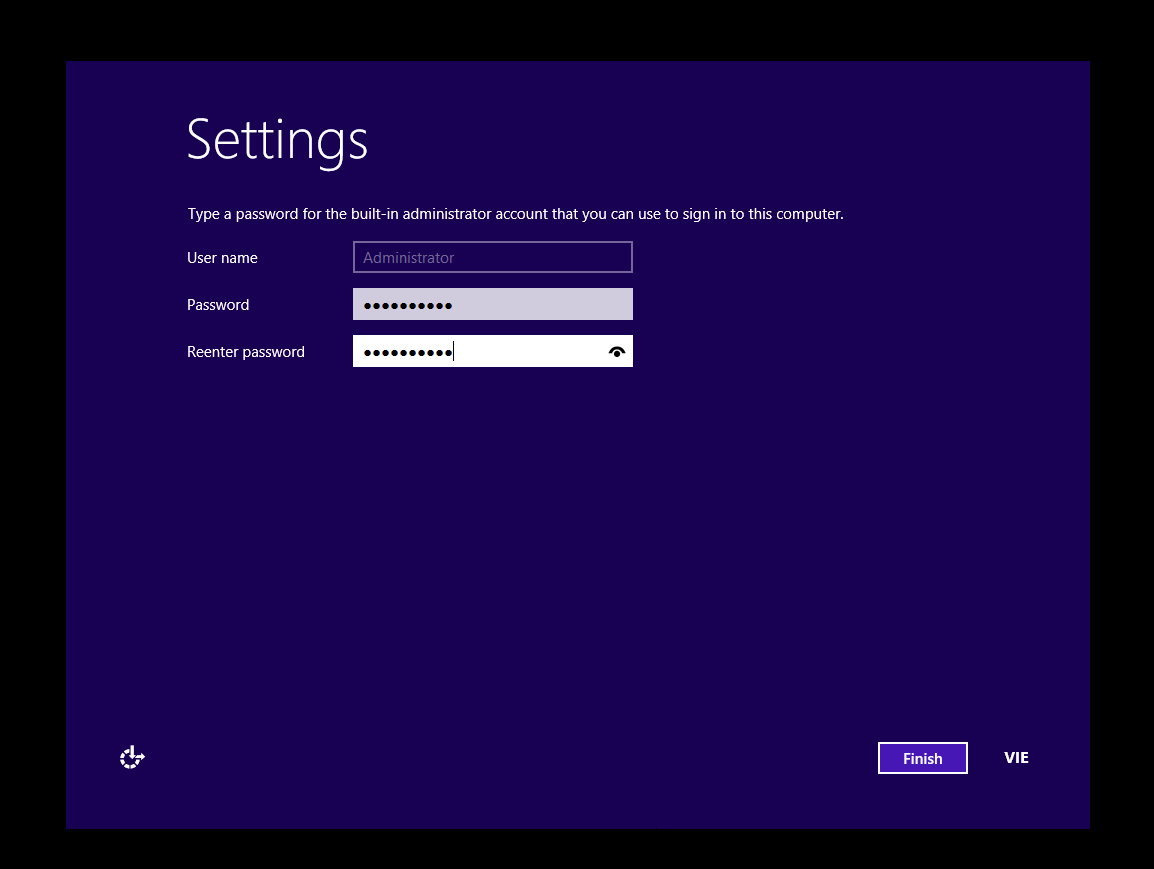 Settings
Type a password for the built-in administrator account that you can use to sign in to this computer.
User name Administrator
Password ●●●●●●●●●●
Reenter password ●●●●●●●●●●
Finish VIE